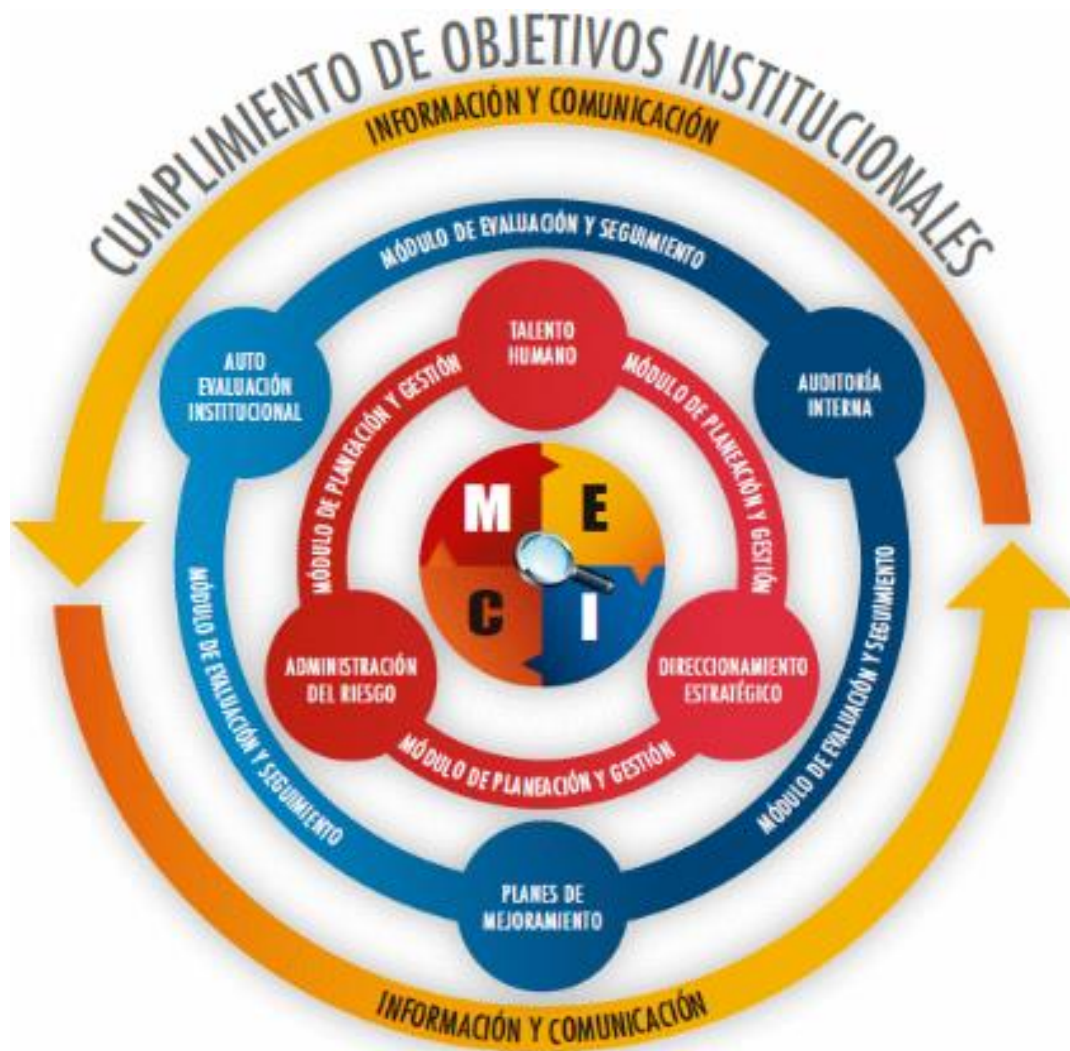 CUMPLIMIENTO DE OBJETIVOS INSTITUCIONALES
INFORMACIÓN Y COMUNICACIÓN
MÓDULO DE EVALUACIÓN Y SEGUIMIENTO
TALENTO
HUMANO
AUTO
EVALUACIÓN
INSTITUCIONAL
AUDITORÍA
INTERNA
MÓDULO DE PLANEACIÓN Y GESTIÓN
MÓDULO DE PLANEACIÓN Y GESTIÓN
M E
C I
ADMINISTRACIÓN
DEL RIESGO
DIRECCIONAMIENTO
ESTRATÉGICO
MÓDULO DE EVALUACIÓN Y SEGUIMIENTO
MÓDULO DE EVALUACIÓN Y SEGUIMIENTO
MÓDULO DE PLANEACIÓN Y GESTIÓN
PLANES DE
MEJORAMIENTO
INFORMACIÓN Y COMUNICACIÓN